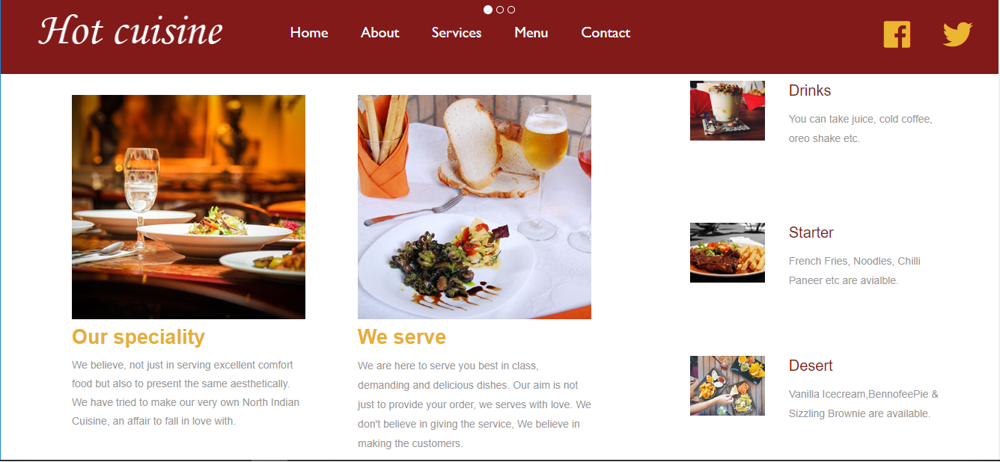 Hot cuisine
Home About Services Menu Contact
Our speciality
We believe, not just in serving excellent comfort
food but also to present the same aesthetically.
We have tried to make our very own North Indian
Cuisine, an affair to fall in love with.
We serve
We are here to serve you best in class,
demanding and delicious dishes. Our aim is not
just to provide your order, we serves with love. We
don't believe in giving the service, We believe in
making the customers.
Drinks
You can take juice, cold coffee,
oreo shake etc.
Starter
French Fries, Noodles, Chilli
Paneer etc are avialble.
Desert
Vanilla Icecream,BennofeePie &
Sizzling Brownie are available.